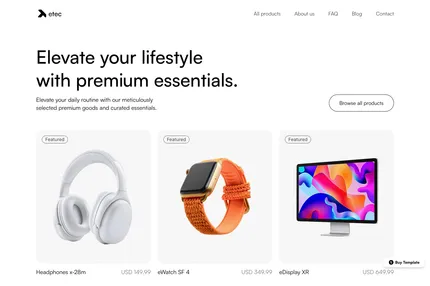 etec
All products
About us
FAQ
Blog
Contact
Elevate your lifestyle
with premium essentials.
Elevate your daily routine with our meticulously
selected premium goods and curated essentials.
Browse all products
Featured
Featured
Featured
Headphones x-28m
USD 149,99
eWatch SF 4
USD 349,99
eDisplay XR
USD 649,99
Buy Template